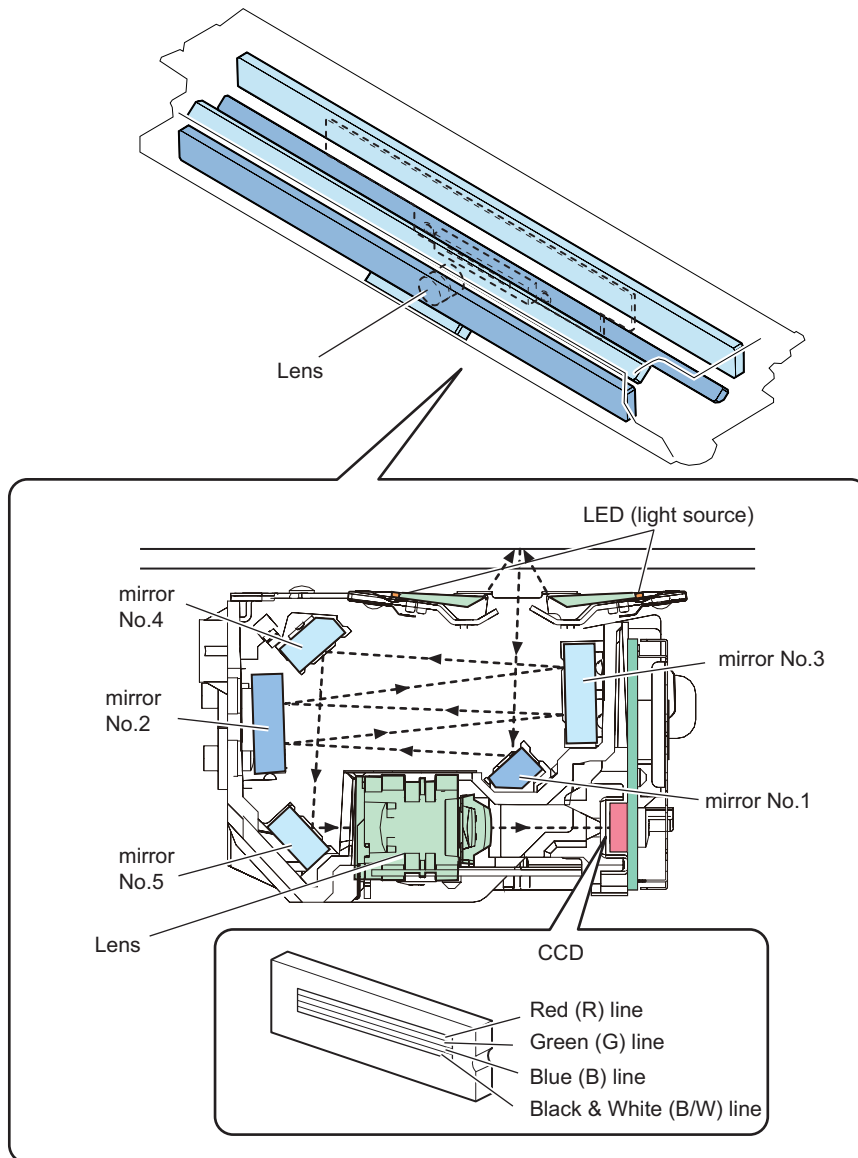 Lens
LED (light source)
mirror
No.4
mirror No.3
mirror
No.2
mirror No.1
mirror
No.5
Lens
CCD
Red (R) line
Green (G) line
Blue (B) line
Black & White (B/W) line